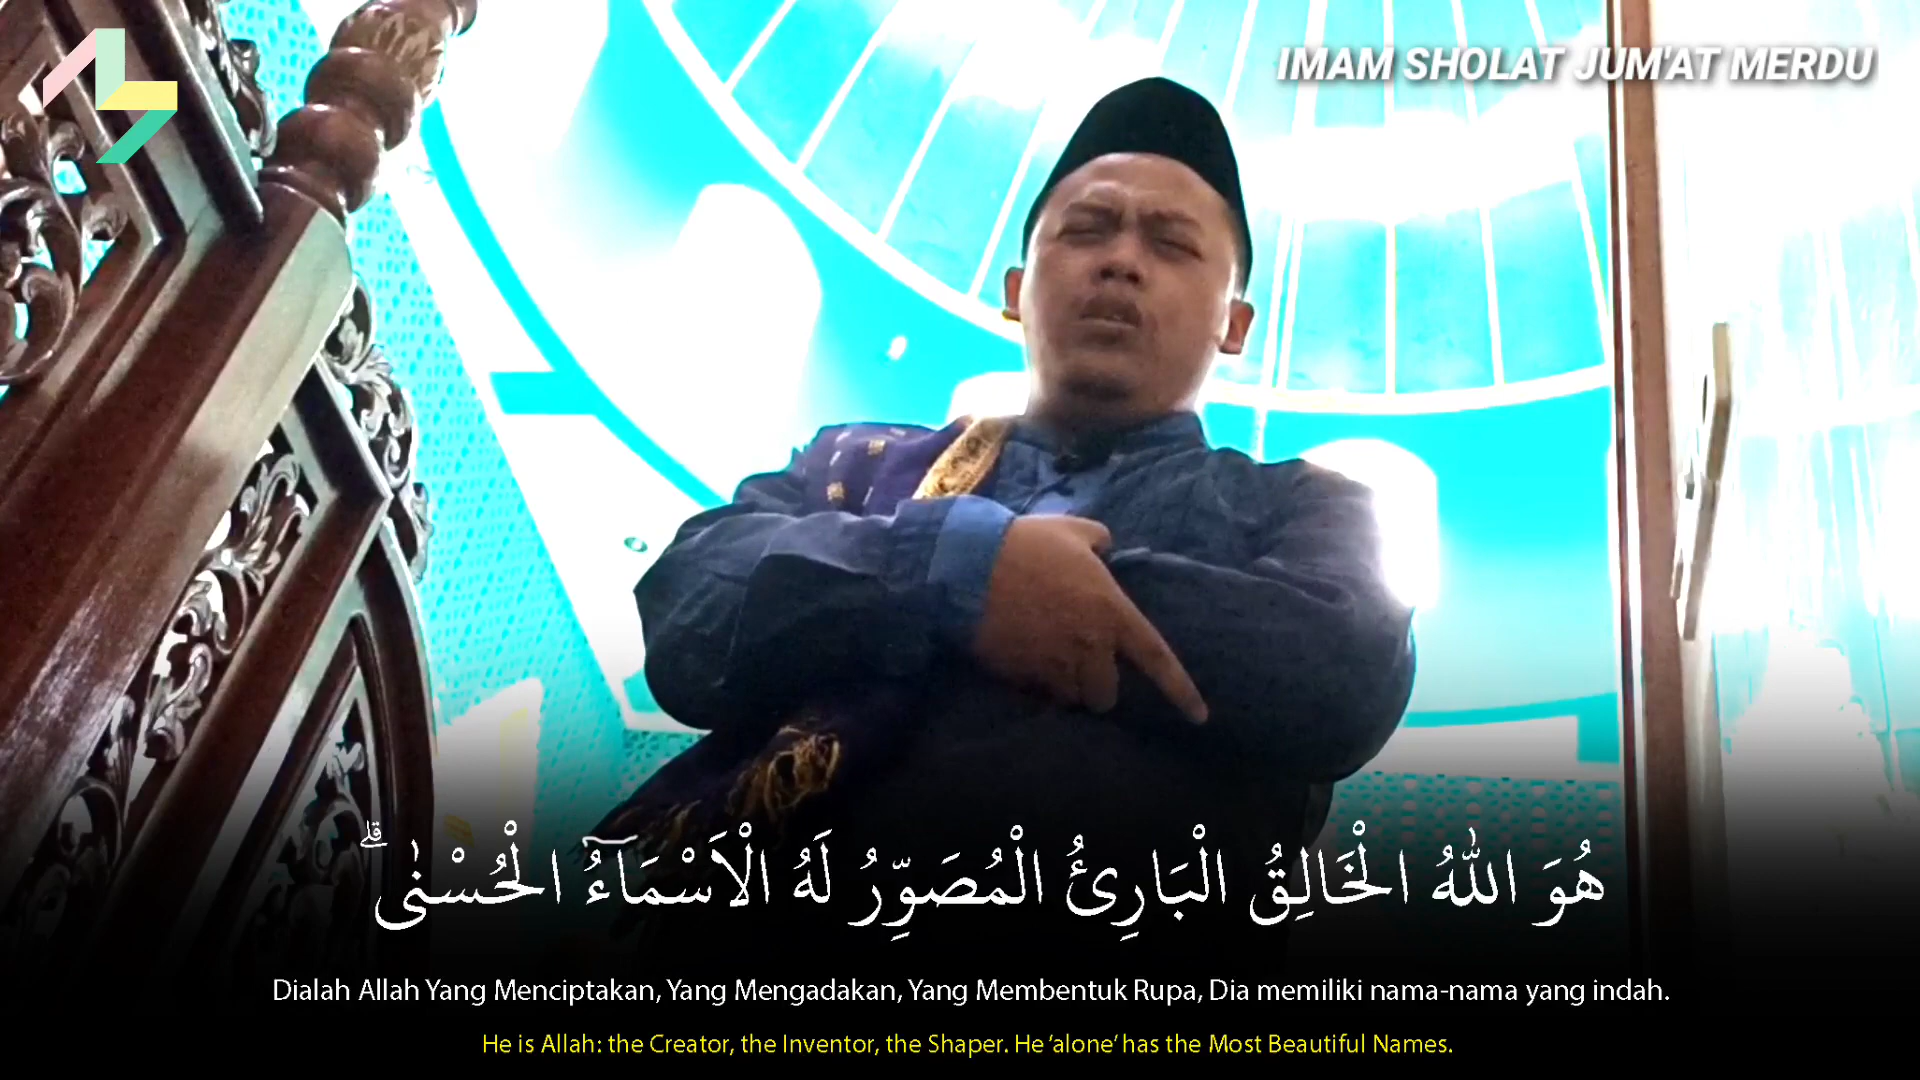 IMAM SHOLAT JUM'AT MERDU
هُوَ اللّٰهُ الْخَالِقُ الْبَارِئُ الْمُصَوِّرُ لَهُ الْاَسْمَاۤءُ الْحُسْنٰىۗ
Dialah Allah Yang Menciptakan, Yang Mengadakan, Yang Membentuk Rupa, Dia memiliki nama-nama yang indah.
He is Allah: the Creator, the Inventor, the Shaper. He ‘alone’ has the Most Beautiful Names.